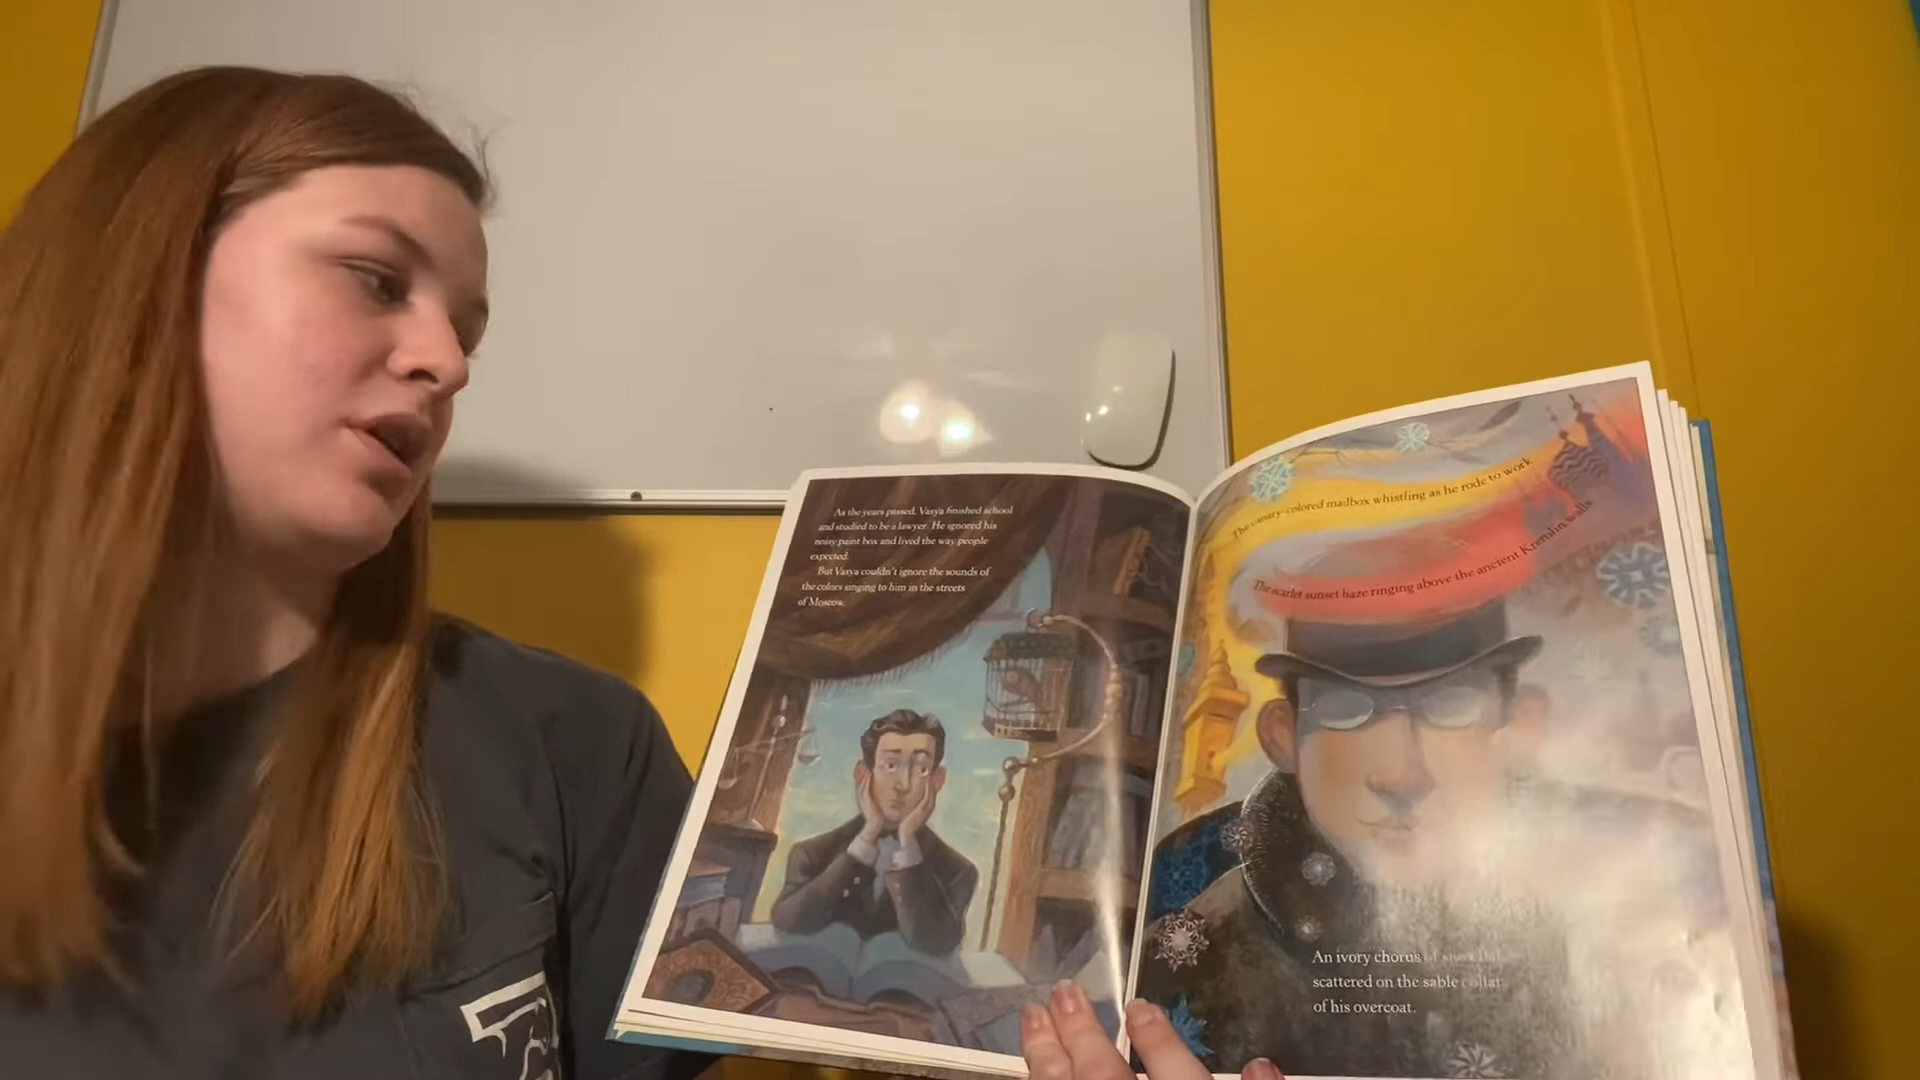 As the years passed, Vasya finished school
and studied to be a lawyer. He ignored his
noisy paint box and lived the way people
expected.
But Vasya couldn't ignore the sounds of
the colors singing to him in the streets
of Moscow.
The canary-colored mailbox whistling as he rode to work
The scarlet sunset haze ringing above the ancient Kremlin walls
An ivory chorus of
scattered on the sable collar
of his overcoat.